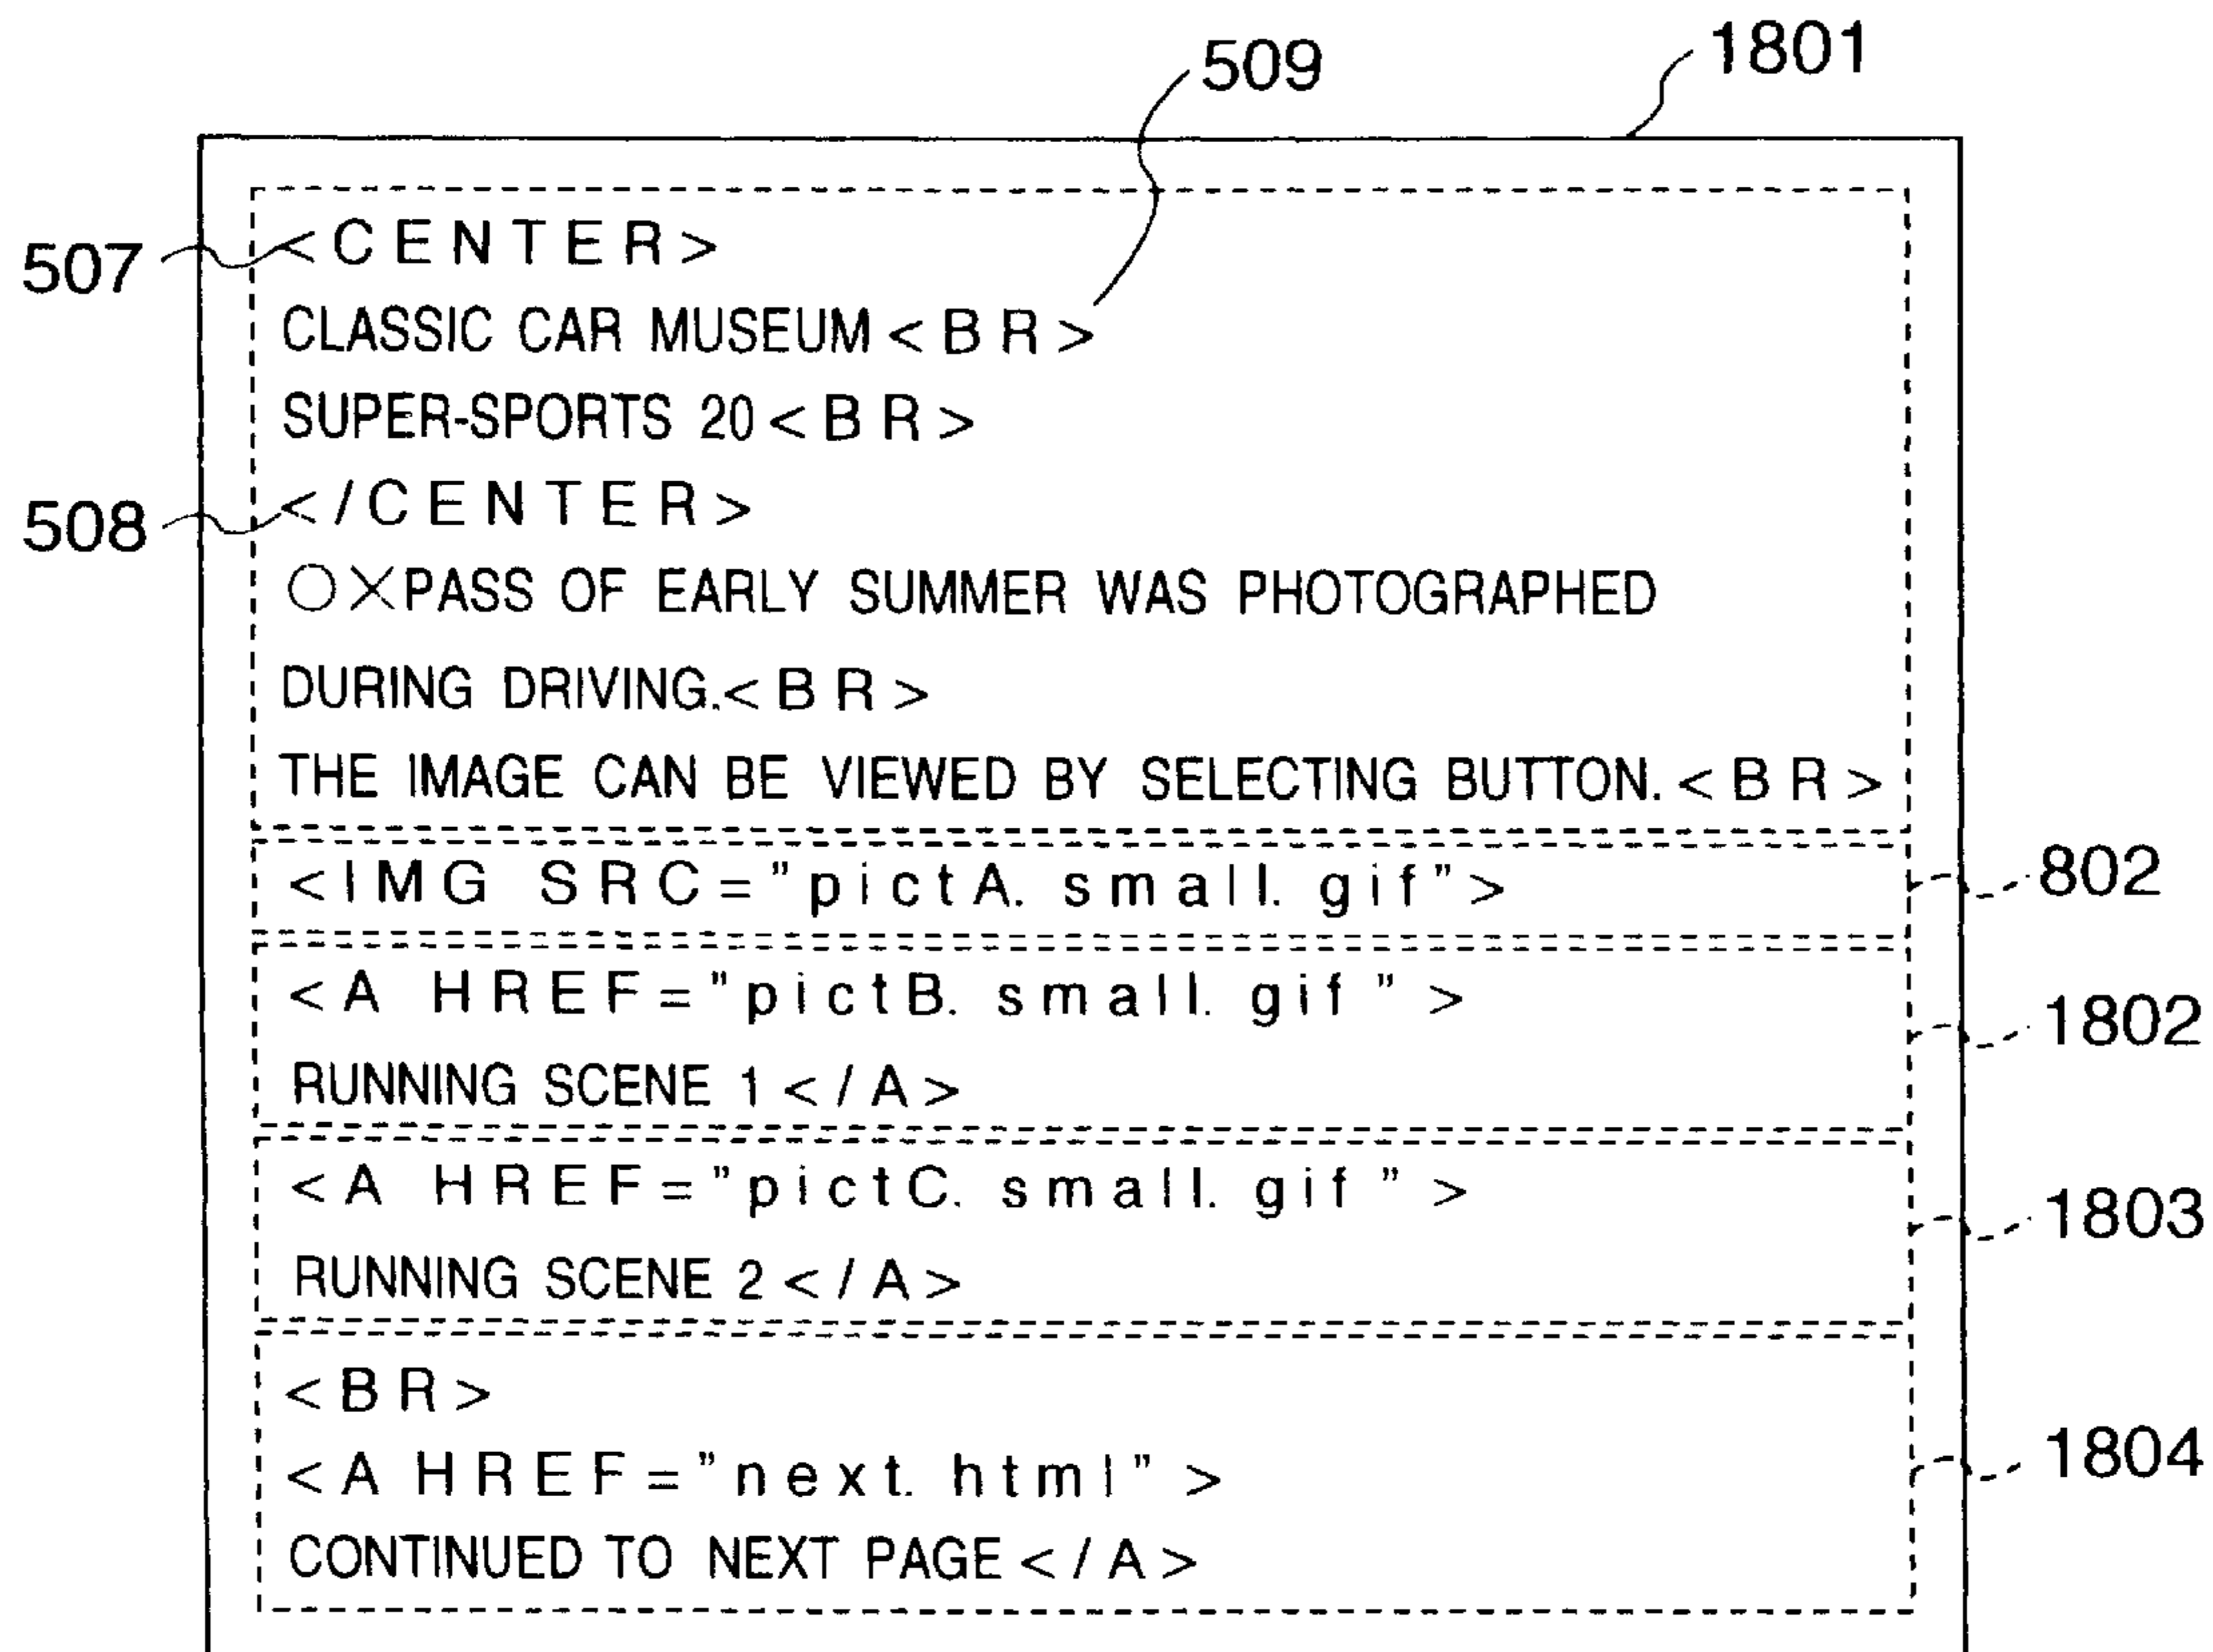 1801
509
507
<CENTER>
CLASSIC CAR MUSEUM<BR>
SUPER-SPORTS 20<BR>
508
</CENTER>
○×PASS OF EARLY SUMMER WAS PHOTOGRAPHED
DURING DRIVING.<BR>
THE IMAGE CAN BE VIEWED BY SELECTING BUTTON.<BR>
<IMG SRC="pictA. small. gif">
802
<A HREF="pictB. small. gif">
1802
RUNNING SCENE 1</A>
<A HREF="pictC. small. gif">
1803
RUNNING SCENE 2</A>
<BR>
<A HREF="next. html">
1804
CONTINUED TO NEXT PAGE</A>